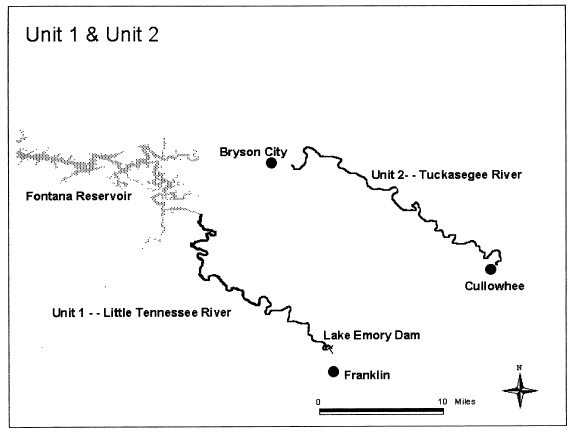 Unit 1 & Unit 2
Bryson City
Unit 2- - Tuckasegee River
Fontana Reservoir
Cullowhee
Unit 1 - - Little Tennessee River
Lake Emory Dam
Franklin
N
0 10 Miles